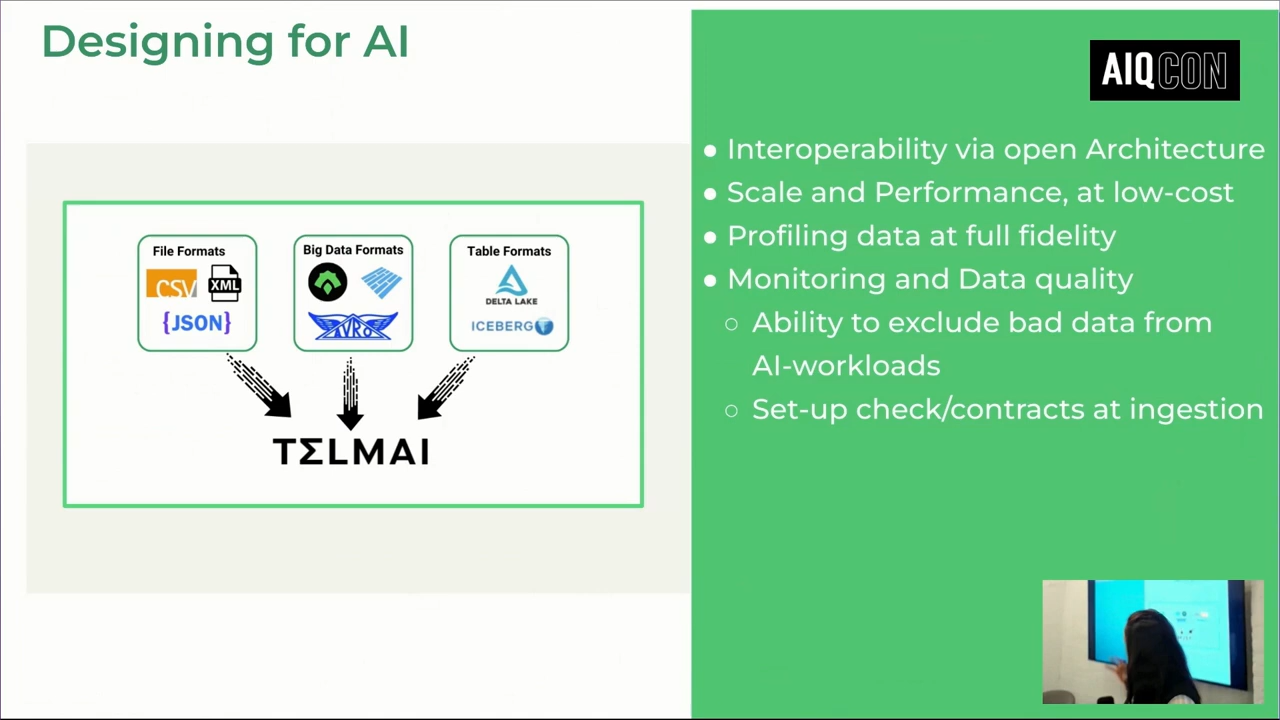 Designing for AI
AIQCON
File Formats
CSV
XML
{JSON}
Big Data Formats
AVRO
Table Formats
DELTA LAKE
ICEBERG
TΣLMAI
● Interoperability via open Architecture
● Scale and Performance, at low-cost
● Profiling data at full fidelity
● Monitoring and Data quality
○ Ability to exclude bad data from
AI-workloads
○ Set-up check/contracts at ingestion